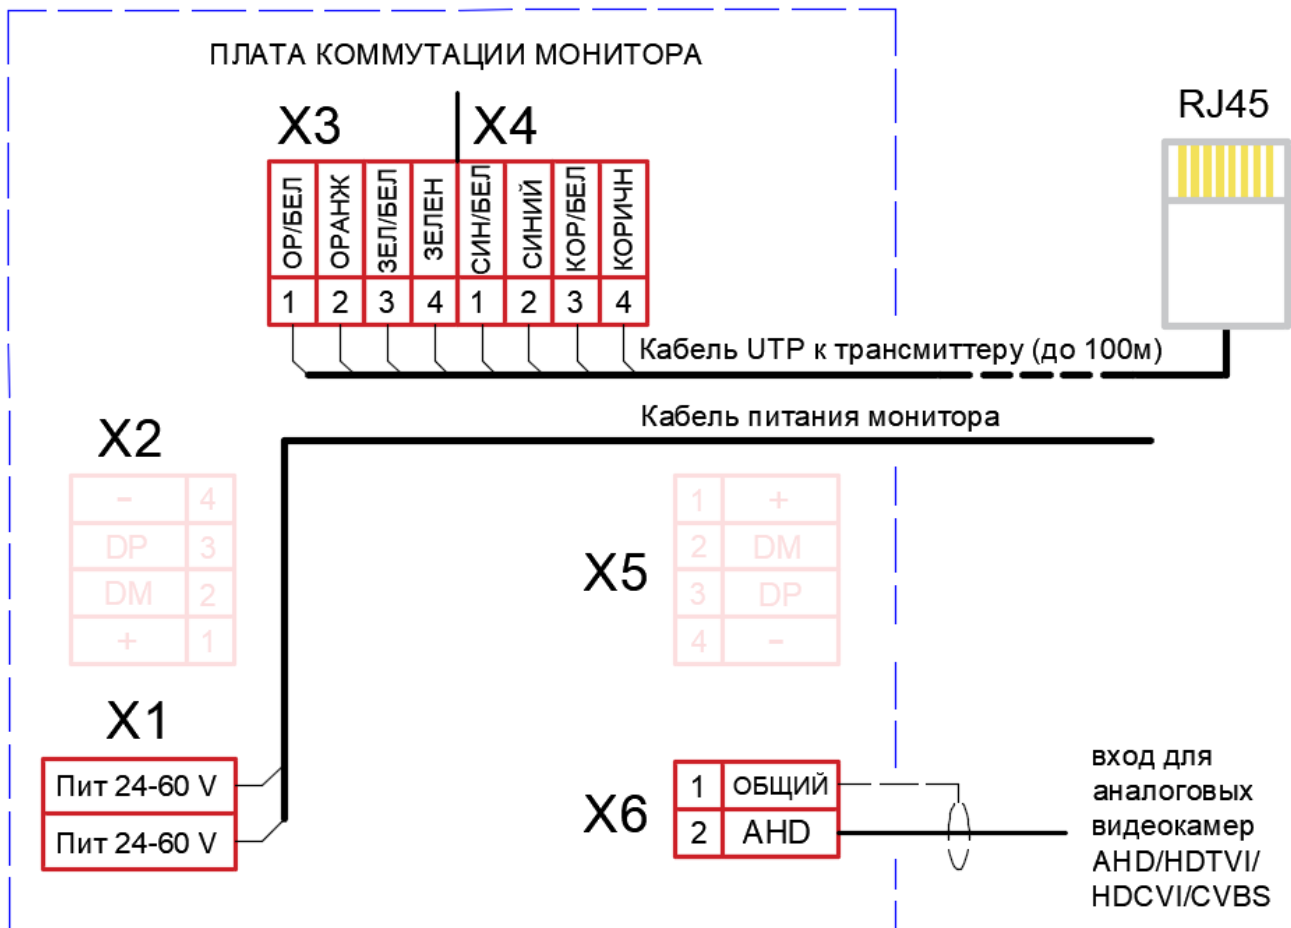 ПЛАТА КОММУТАЦИИ МОНИТОРА
RJ45
X3 X4
ОР/БЕЛ ОРАНЖ ЗЕЛ/БЕЛ ЗЕЛЕН СИН/БЕЛ СИНИЙ КОР/БЕЛ КОРИЧН
1 2 3 4 1 2 3 4
Кабель UTP к трансмиттеру (до 100м)
Кабель питания монитора
X2
- 4
DP 3
DM 2
+ 1
X5
1 +
2 DM
3 DP
4 -
X1
Пит 24-60 V
Пит 24-60 V
X6
1 ОБЩИЙ
2 AHD
вход для
аналоговых
видеокамер
AHD/HDTVI/
HDCVI/CVBS